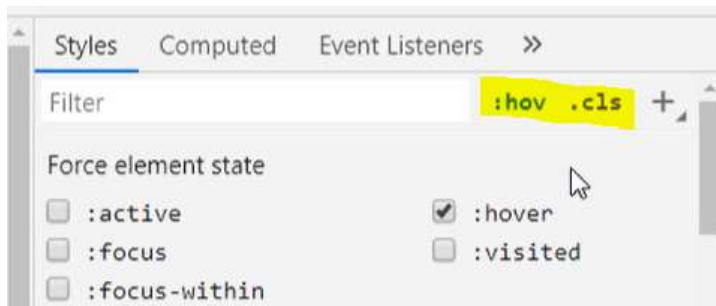 Styles Computed Event Listeners »
Filter :hov .cls +
Force element state
:active :hover
:focus :visited
:focus-within